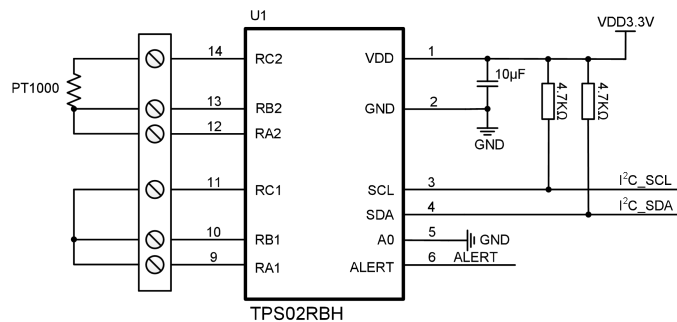 U1
VDD3.3V
14 RC2 VDD 1
10μF
4.7KΩ
4.7KΩ
PT1000
13 RB2 GND 2
12 RA2
GND
11 RC1 SCL 3 I²C_SCL
SDA 4 I²C_SDA
10 RB1 A0 5 GND
9 RA1 ALERT 6 ALERT
TPS02RBH